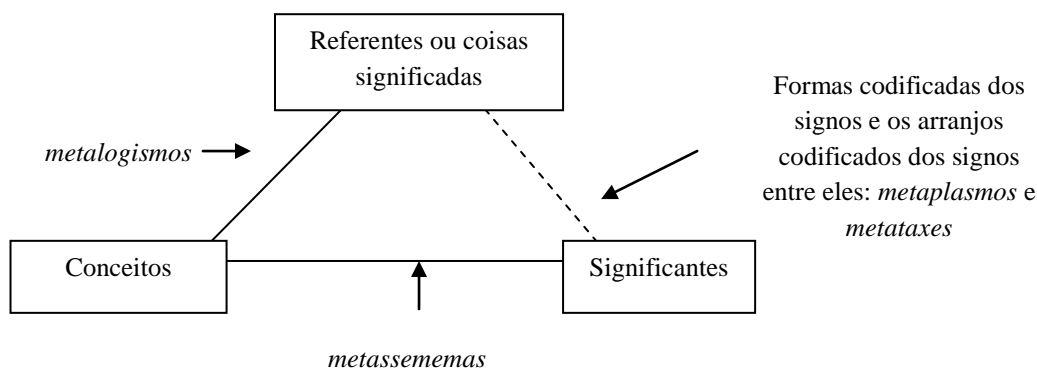 Referentes ou coisas
significadas
Formas codificadas dos
signos e os arranjos
codificados dos signos
entre eles: metaplasmos e
metataxes
metalogismos
Conceitos
Significantes
metassememas